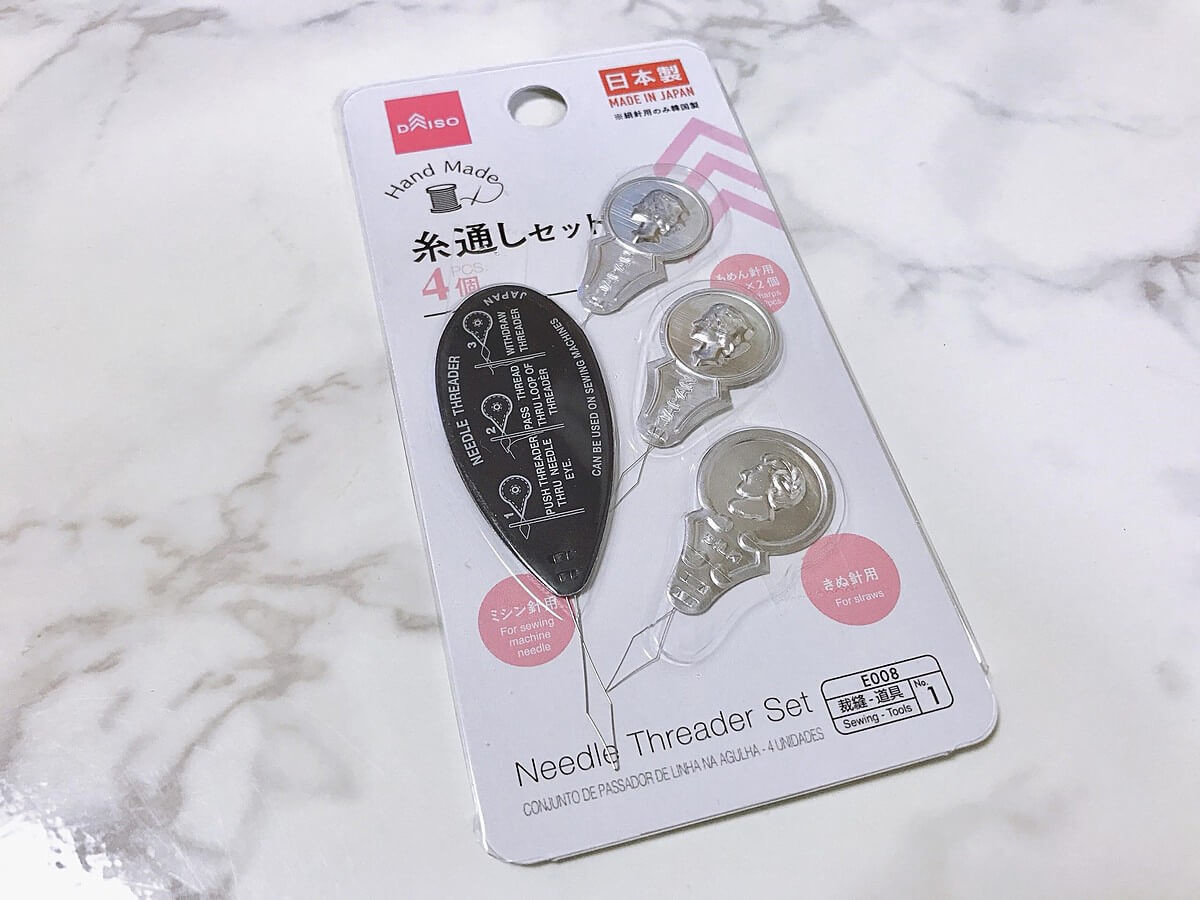 DAISO
日本製
MADE IN JAPAN
※絹針用のみ韓国製
Hand Made
糸通しセット
4個
PCS.
もめん針用
×2個
JAPAN
NEEDLE THREADER
3
WITHDRAW
THREADER
2
PASS THREAD
THRU LOOP OF
THREADER
1
PUSH THREADER
THRU NEEDLE
EYE.
CAN BE USED ON SEWING MACHINES
ミシン針用
For sewing
machine
needle
きぬ針用
For straws
Needle Threader Set
CONJUNTO DE PASSADOR DE LINHA NA AGULHA - 4 UNIDADES
E008
裁縫-道具
Sewing - Tools
No.
1